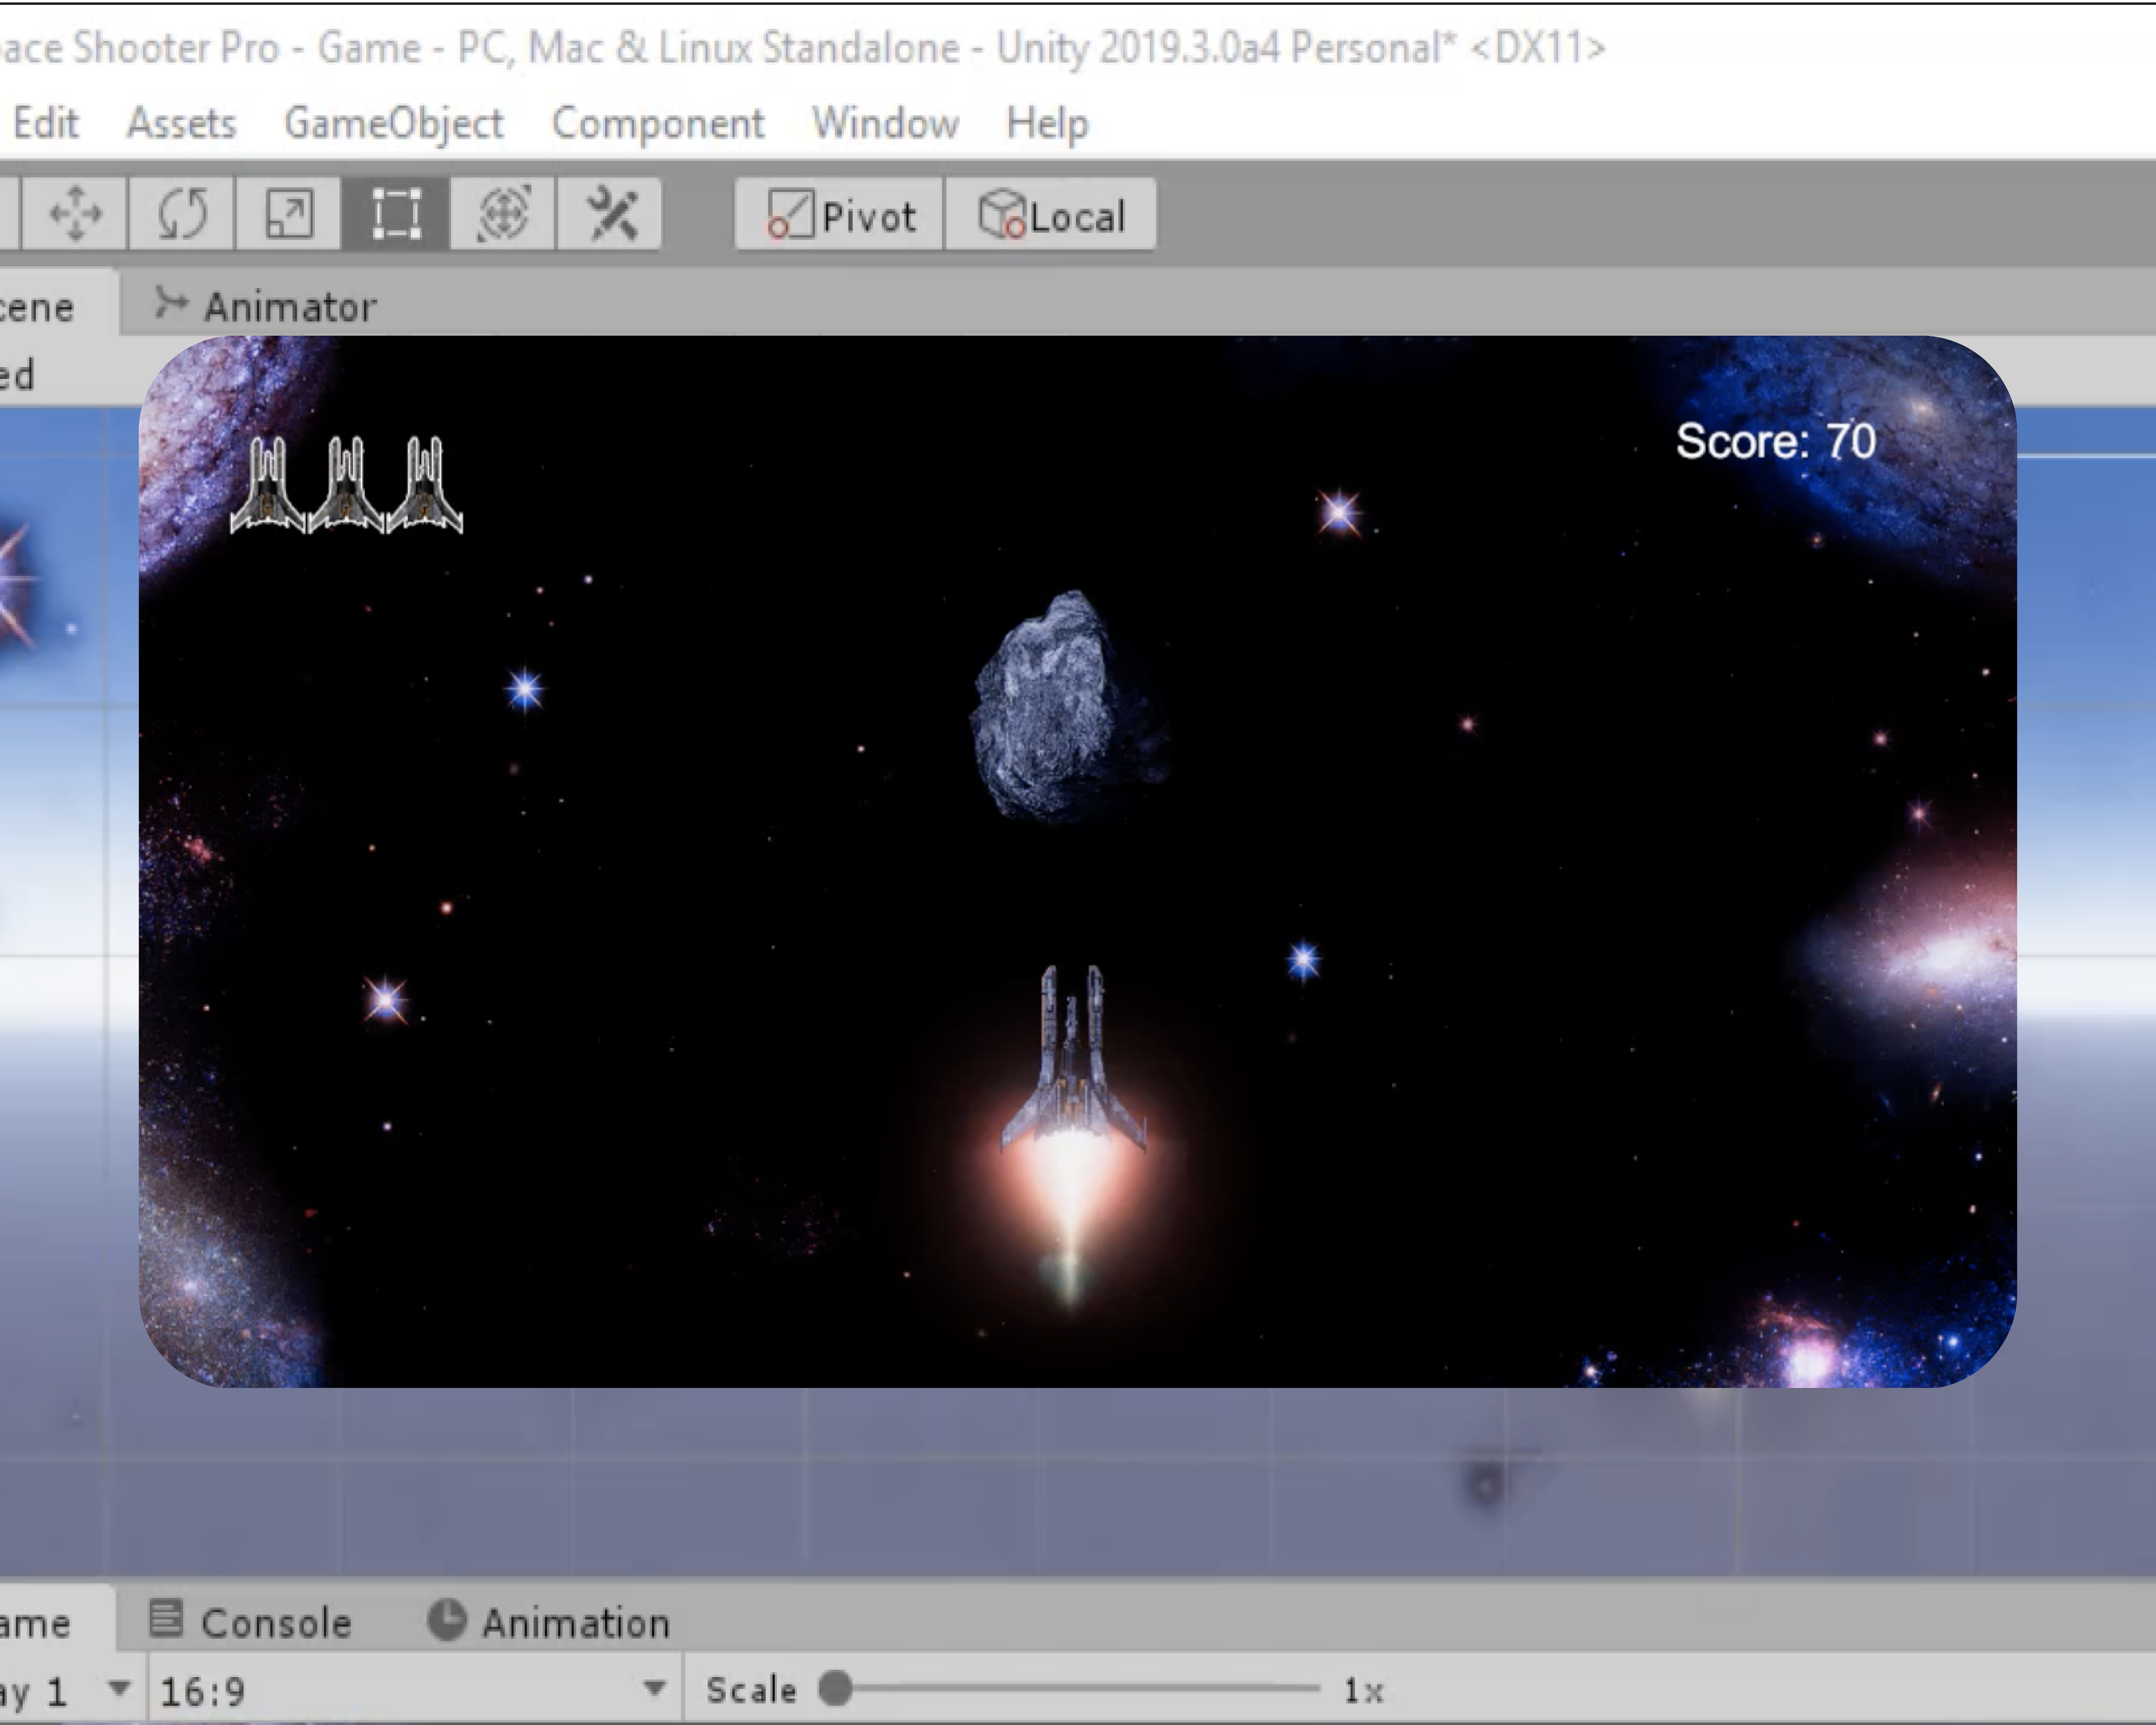 ace Shooter Pro - Game - PC, Mac & Linux Standalone - Unity 2019.3.0a4 Personal* <DX11>
Edit Assets GameObject Component Window Help
Pivot Local
cene Animator
ed
Score: 70
ame Console Animation
ay 1 16:9 Scale 1x